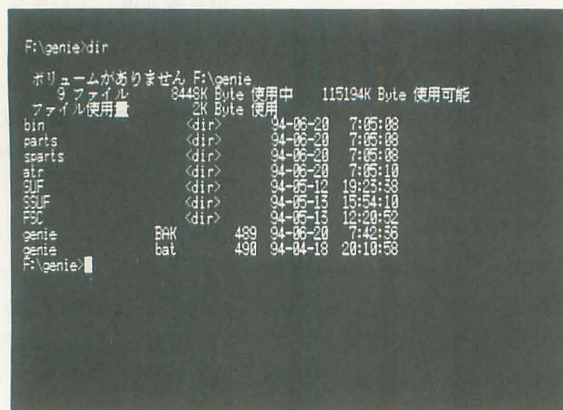 F:\genie>dir
ボリュームがありません F:\genie
9 ファイル 8448K Byte 使用中 115194K Byte 使用可能
ファイル使用量 2K Byte 使用
bin <dir> 94-06-20 7:05:08
parts <dir> 94-06-20 7:05:08
sparts <dir> 94-06-20 7:05:08
atr <dir> 94-06-20 7:05:10
SUF <dir> 94-05-12 19:23:38
SSUF <dir> 94-05-13 15:54:10
FSC <dir> 94-05-13 12:20:52
genie BAK 489 94-06-20 7:42:36
genie bat 490 94-04-18 20:10:58
F:\genie>